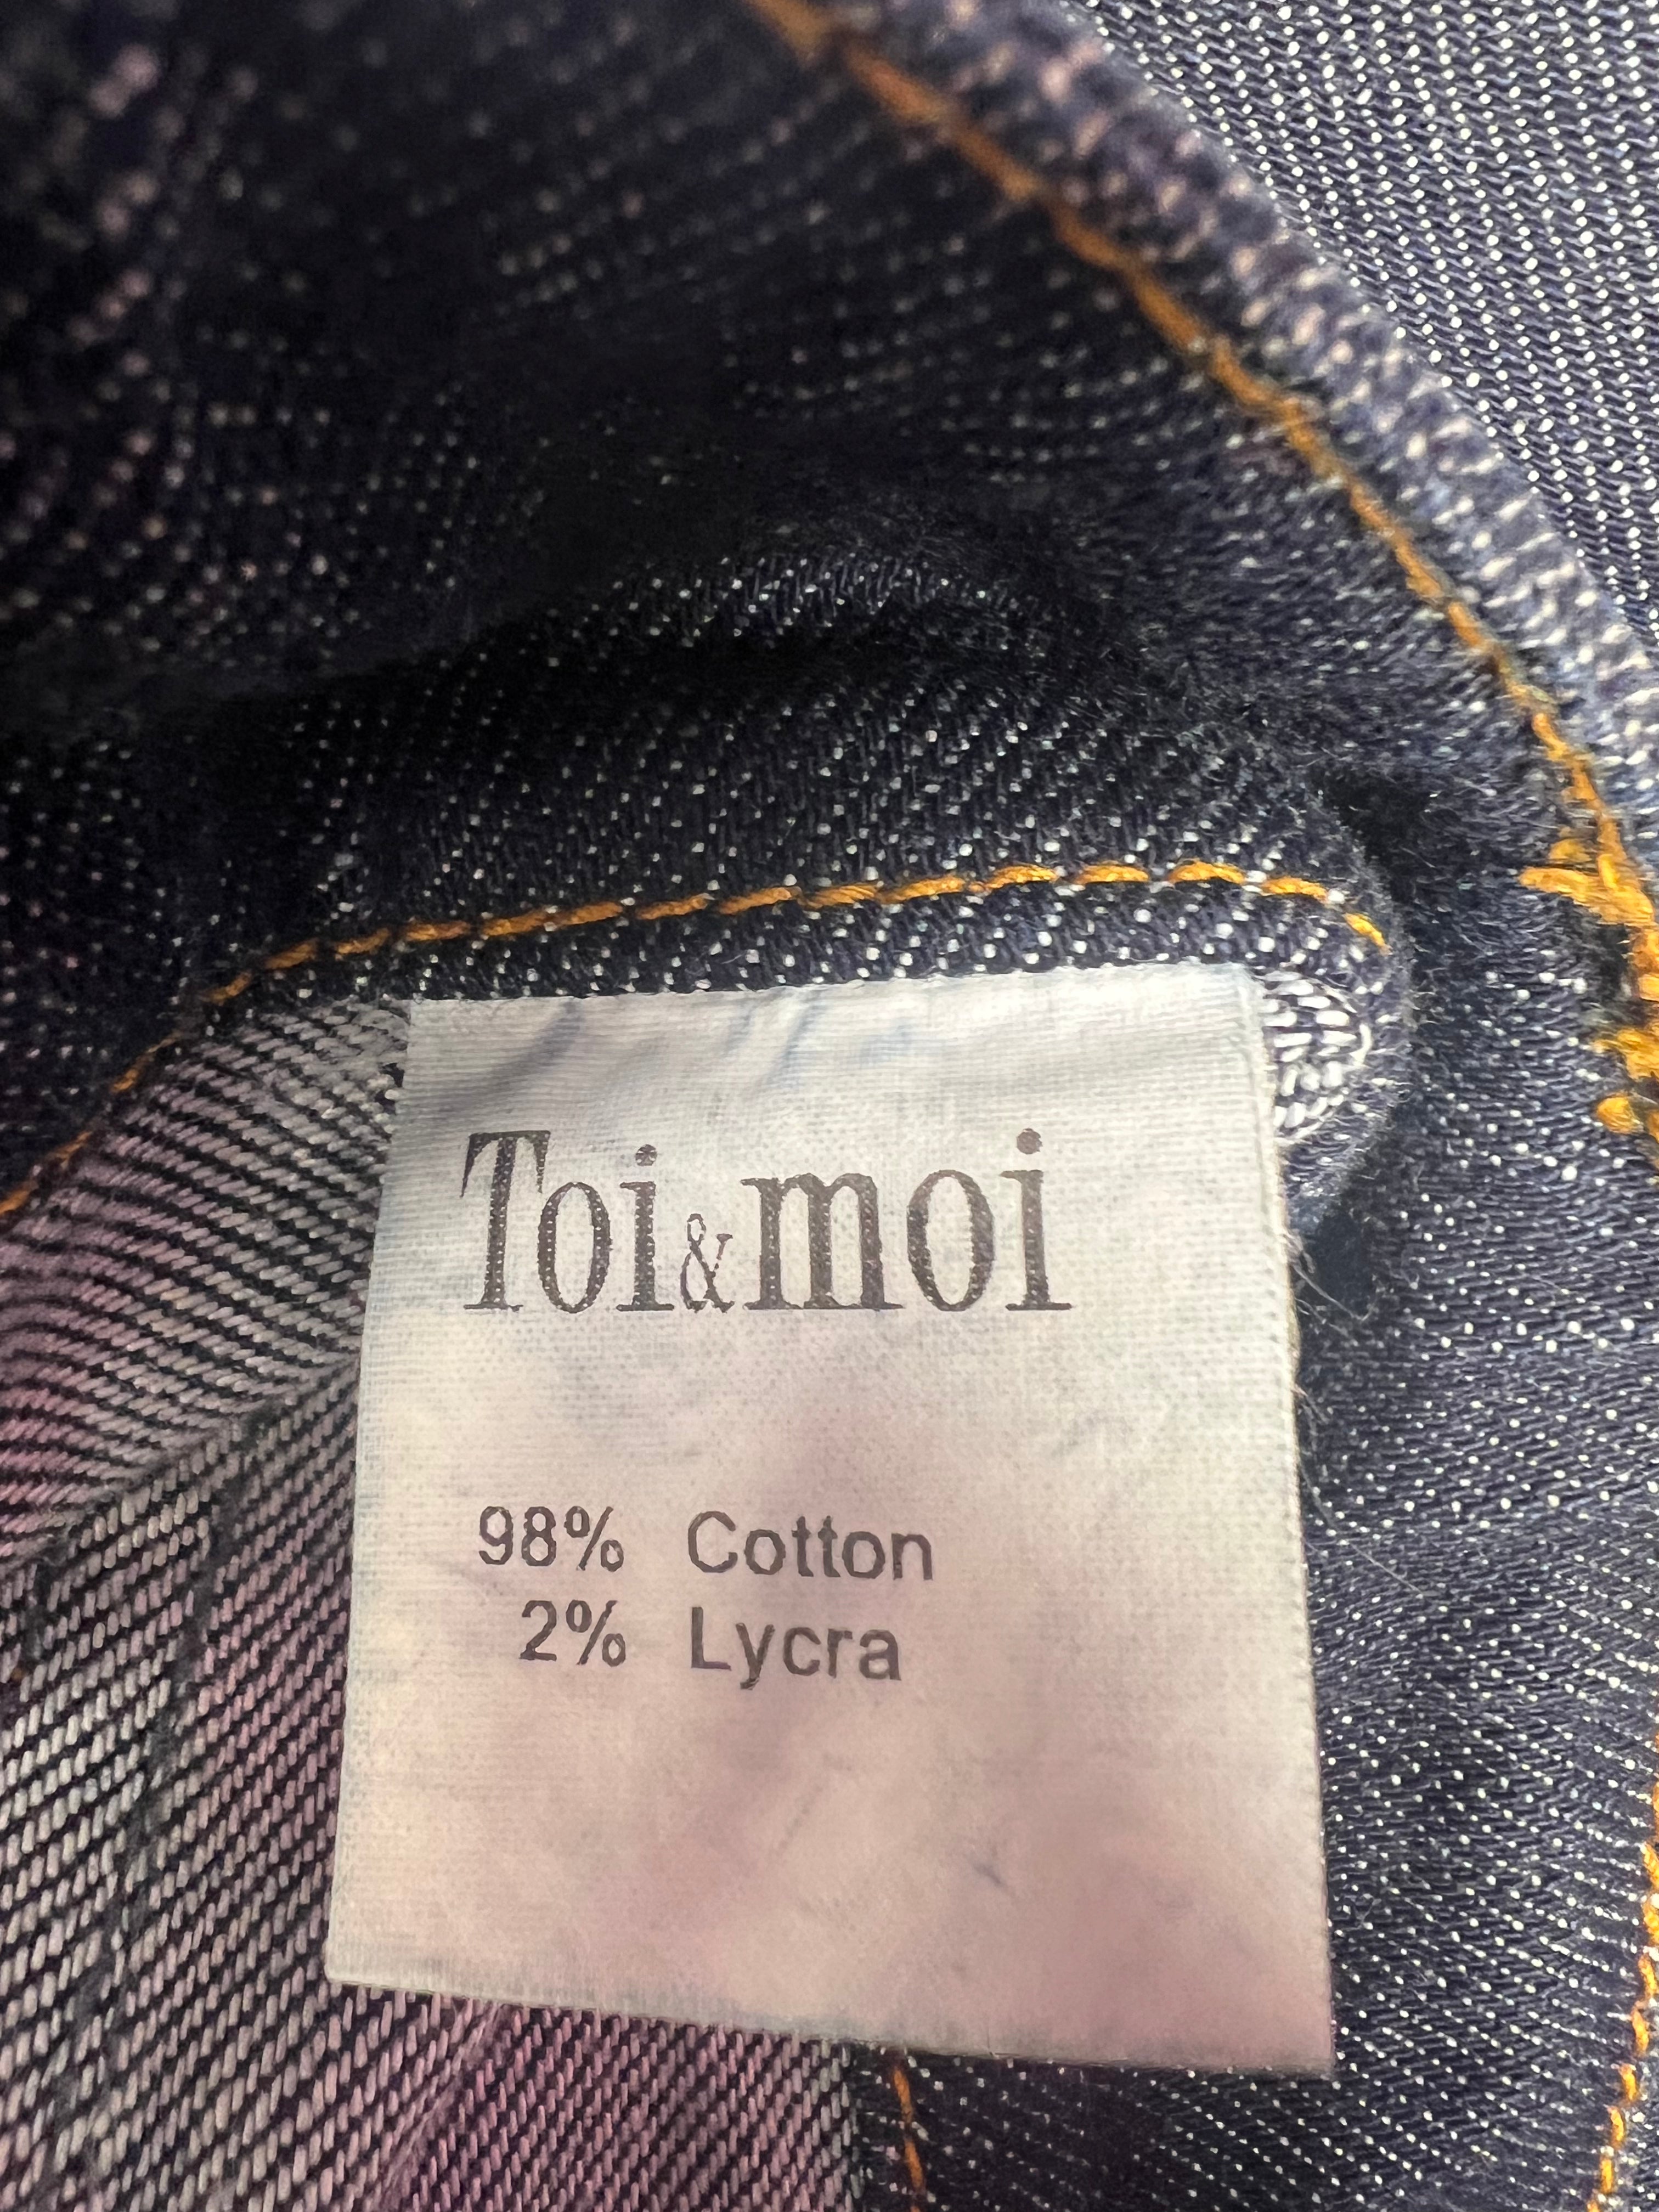 Toi&moi
98% Cotton
2% Lycra